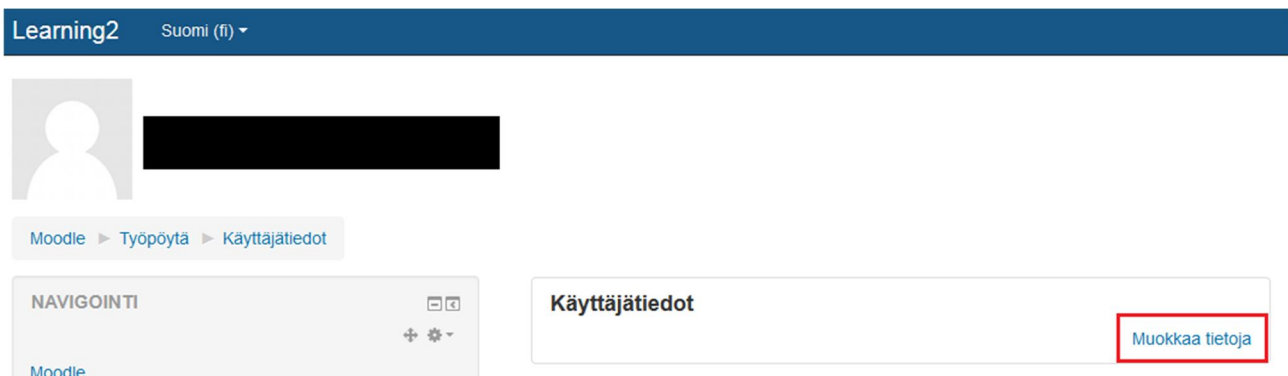 Learning2 Suomi (fi)
Moodle ► Työpöytä ► Käyttäjätiedot
NAVIGOINTI
Moodle
Käyttäjätiedot
Muokkaa tietoja